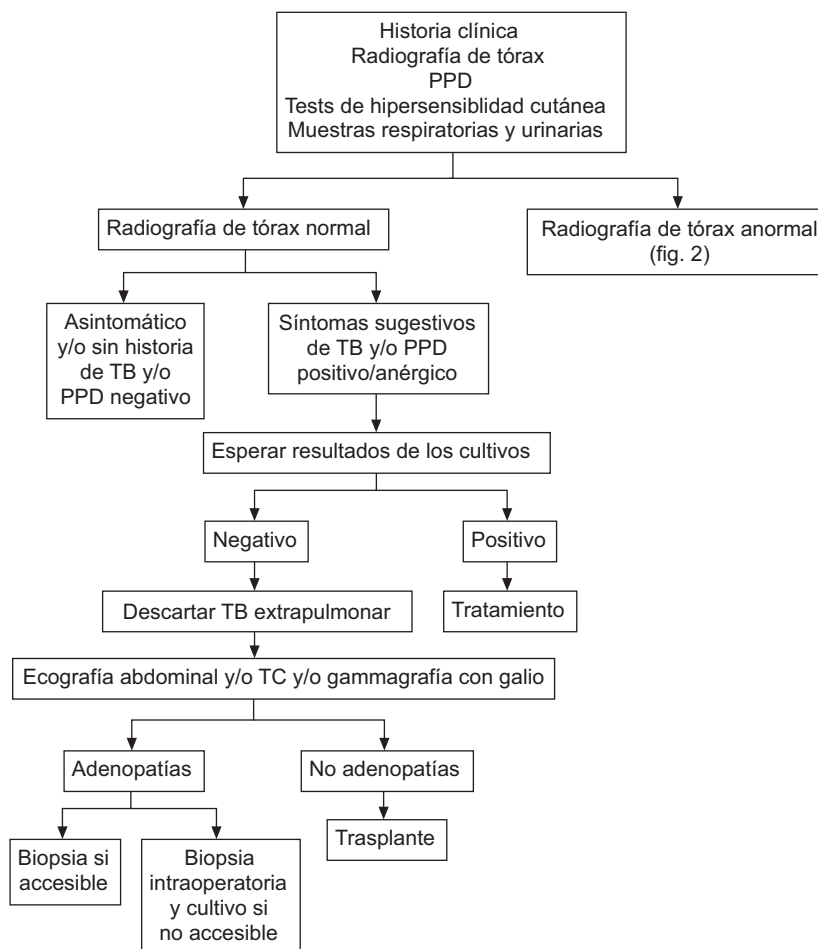 Historia clínica
Radiografía de tórax
PPD
Tests de hipersensiblidad cutánea
Muestras respiratorias y urinarias
Radiografía de tórax normal
Radiografía de tórax anormal
(fig. 2)
Asintomático
y/o sin historia
de TB y/o
PPD negativo
Síntomas sugestivos
de TB y/o PPD
positivo/anérgico
Esperar resultados de los cultivos
Negativo
Positivo
Descartar TB extrapulmonar
Tratamiento
Ecografía abdominal y/o TC y/o gammagrafía con galio
Adenopatías
No adenopatías
Trasplante
Biopsia si
accesible
Biopsia
intraoperatoria
y cultivo si
no accesible